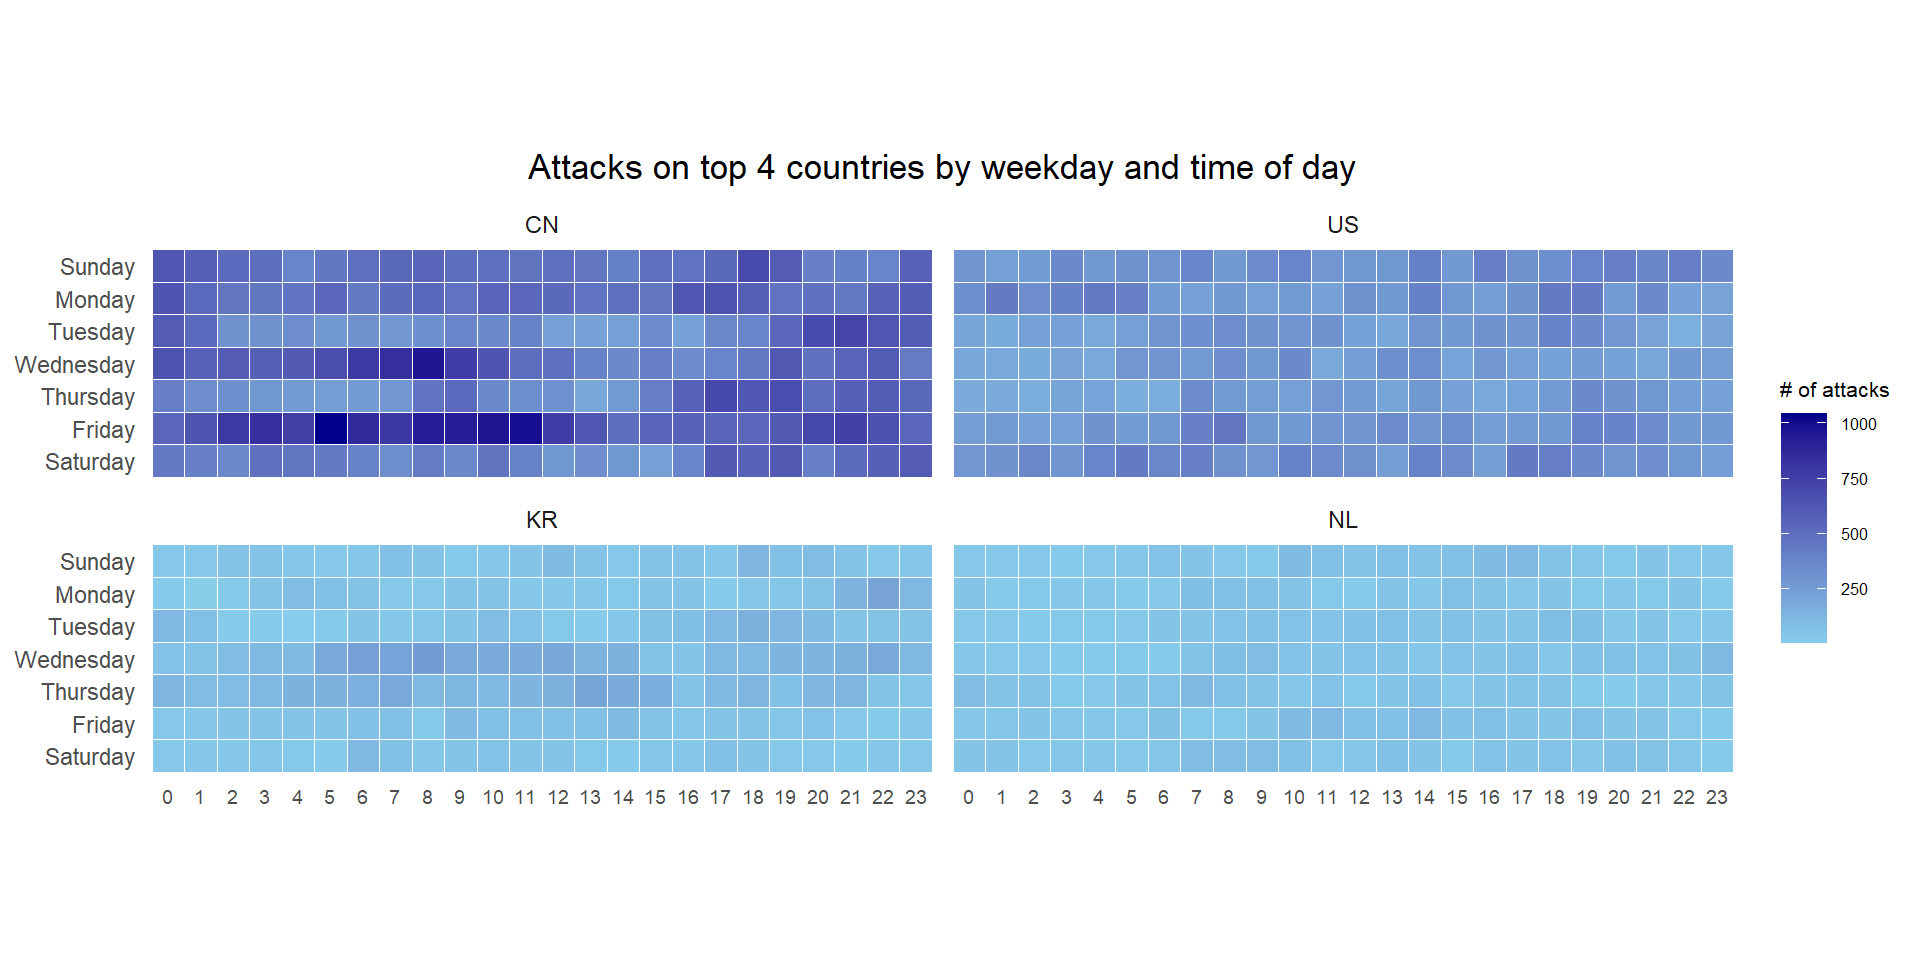 Attacks on top 4 countries by weekday and time of day
CN
US
Sunday
Monday
Tuesday
Wednesday
Thursday
Friday
Saturday
# of attacks
1000
750
500
250
KR
NL
Sunday
Monday
Tuesday
Wednesday
Thursday
Friday
Saturday
0 1 2 3 4 5 6 7 8 9 10 11 12 13 14 15 16 17 18 19 20 21 22 23
0 1 2 3 4 5 6 7 8 9 10 11 12 13 14 15 16 17 18 19 20 21 22 23